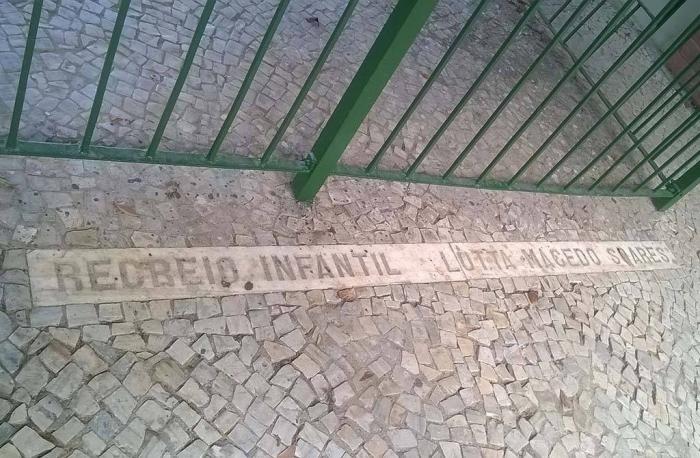 RECREIO INFANTIL LOTTA MACEDO SOARES